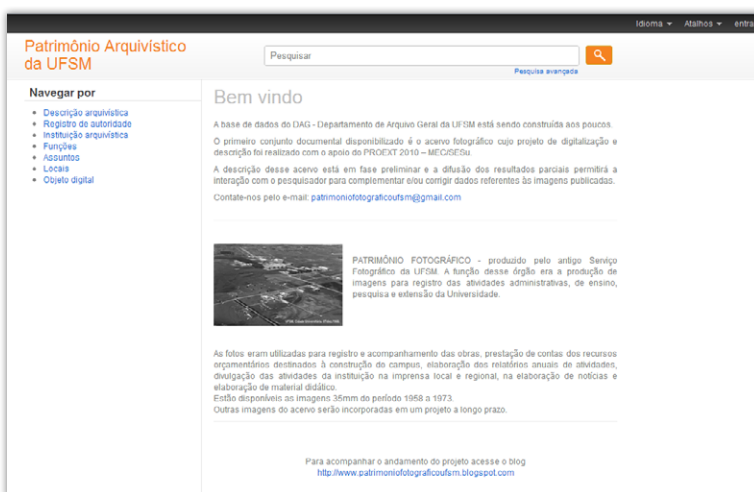 Idioma Atalhos entra
Patrimônio Arquivístico
da UFSM
Pesquisar
Pesquisa avançada
Navegar por
Descrição arquivística
Registro de autoridade
Instituição arquivística
Funções
Assuntos
Locais
Objeto digital
Bem vindo
A base de dados do DAG - Departamento de Arquivo Geral da UFSM está sendo construída aos poucos.
O primeiro conjunto documental disponibilizado é o acervo fotográfico cujo projeto de digitalização e
descrição foi realizado com o apoio do PROEXT 2010 – MEC/SESu.
A descrição desse acervo está em fase preliminar e a difusão dos resultados parciais permitirá a
interação com o pesquisador para complementar e/ou corrigir dados referentes às imagens publicadas.
Contate-nos pelo e-mail: patrimoniofotograficoufsm@gmail.com
PATRIMÔNIO FOTOGRÁFICO - produzido pelo antigo Serviço
Fotográfico da UFSM. A função desse órgão era a produção de
imagens para registro das atividades administrativas, de ensino,
pesquisa e extensão da Universidade.
As fotos eram utilizadas para registro e acompanhamento das obras, prestação de contas dos recursos
orçamentários destinados à construção do campus, elaboração dos relatórios anuais de atividades,
divulgação das atividades da instituição na imprensa local e regional, na elaboração de notícias e
elaboração de material didático.
Estão disponíveis as imagens 35mm do período 1958 a 1973.
Outras imagens do acervo serão incorporadas em um projeto a longo prazo.
Para acompanhar o andamento do projeto acesse o blog
http://www.patrimoniofotograficoufsm.blogspot.com